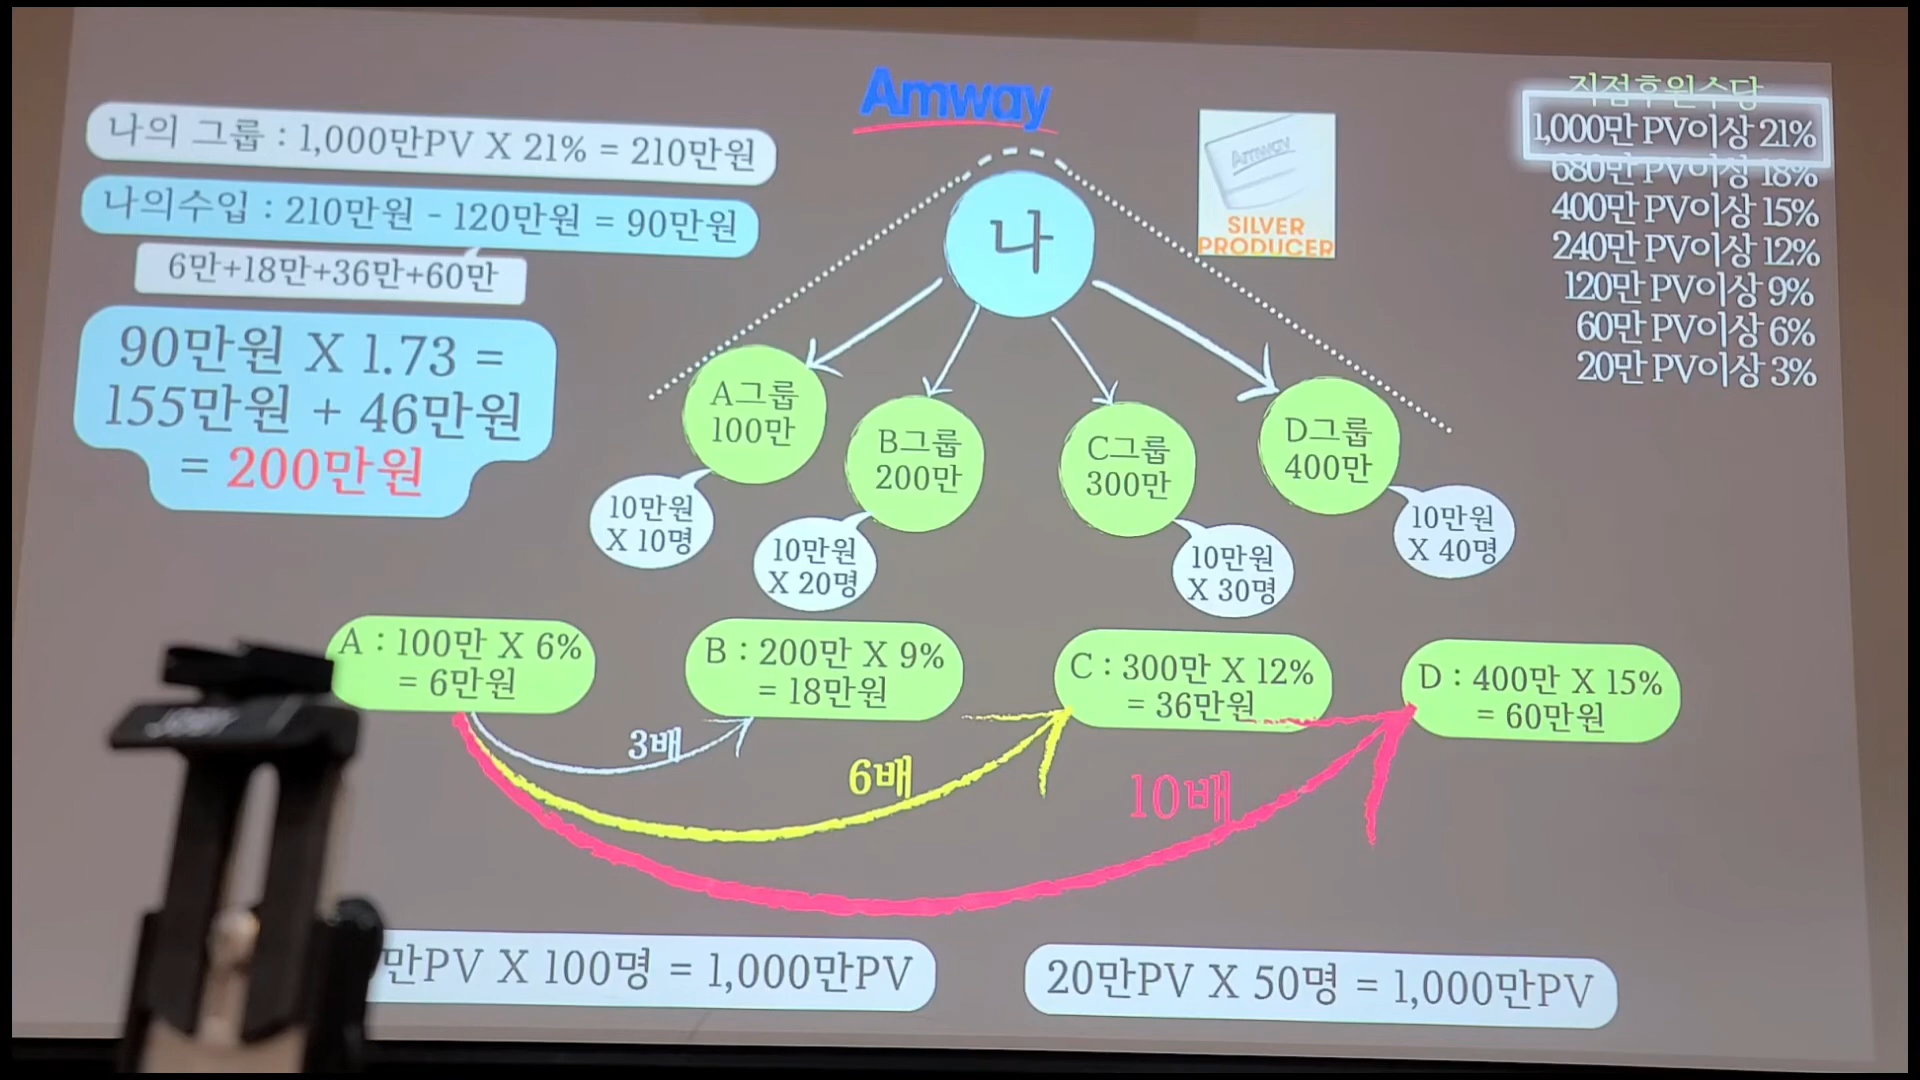 Amway
나의 그룹 : 1,000만PV X 21% = 210만원
나의수입 : 210만원 - 120만원 = 90만원
6만+18만+36만+60만
90만원 X 1.73 =
155만원 + 46만원
= 200만원
나
Amway
SILVER
PRODUCER
직접후원수당
1,000만 PV이상 21%
680만 PV이상 18%
400만 PV이상 15%
240만 PV이상 12%
120만 PV이상 9%
60만 PV이상 6%
20만 PV이상 3%
A그룹
100만
B그룹
200만
C그룹
300만
D그룹
400만
10만원
X 10명
10만원
X 20명
10만원
X 30명
10만원
X 40명
A : 100만 X 6%
= 6만원
B : 200만 X 9%
= 18만원
C : 300만 X 12%
= 36만원
D : 400만 X 15%
= 60만원
3배
6배
10배
만PV X 100명 = 1,000만PV
20만PV X 50명 = 1,000만PV
JOBY